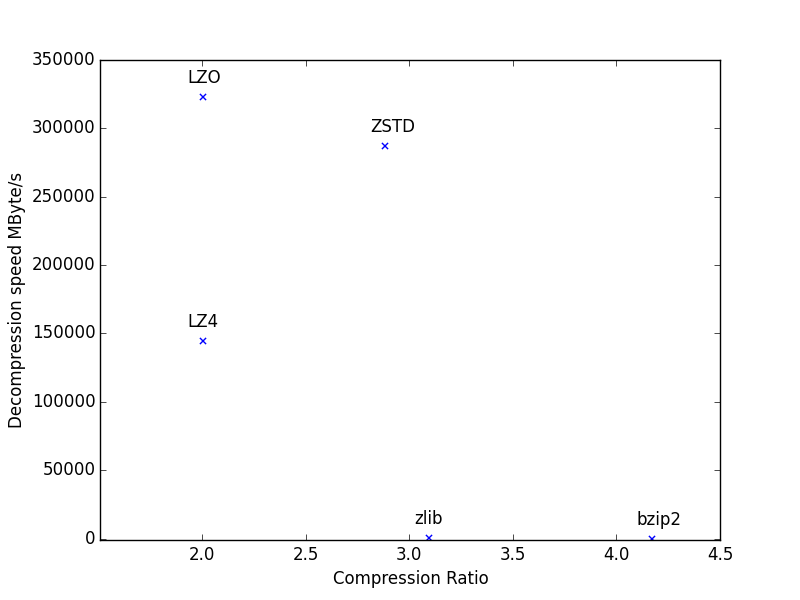 350000
LZO
300000
ZSTD
250000
200000
Decompression speed MByte/s
150000
LZ4
100000
50000
zlib
bzip2
0
2.0 2.5 3.0 3.5 4.0 4.5
Compression Ratio